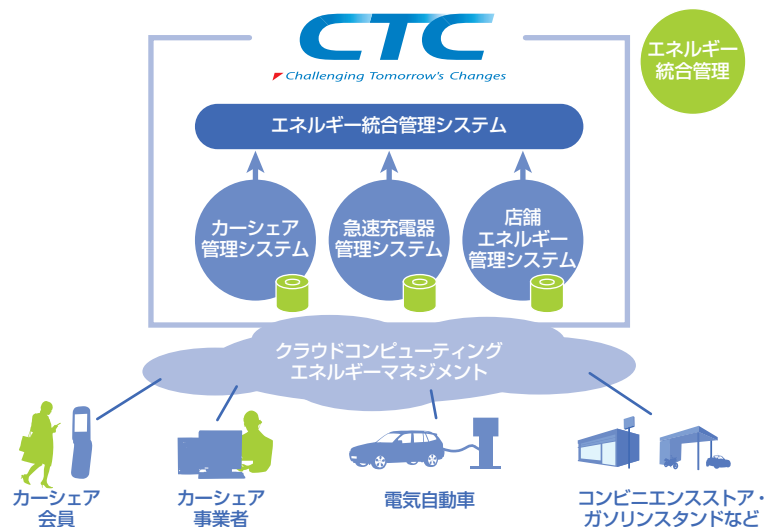 CTC
Challenging Tomorrow's Changes
エネルギー
統合管理
エネルギー統合管理システム
カーシェア
管理システム
急速充電器
管理システム
店舗
エネルギー
管理システム
クラウドコンピューティング
エネルギーマネジメント
カーシェア
会員
カーシェア
事業者
電気自動車
コンビニエンスストア・
ガソリンスタンドなど